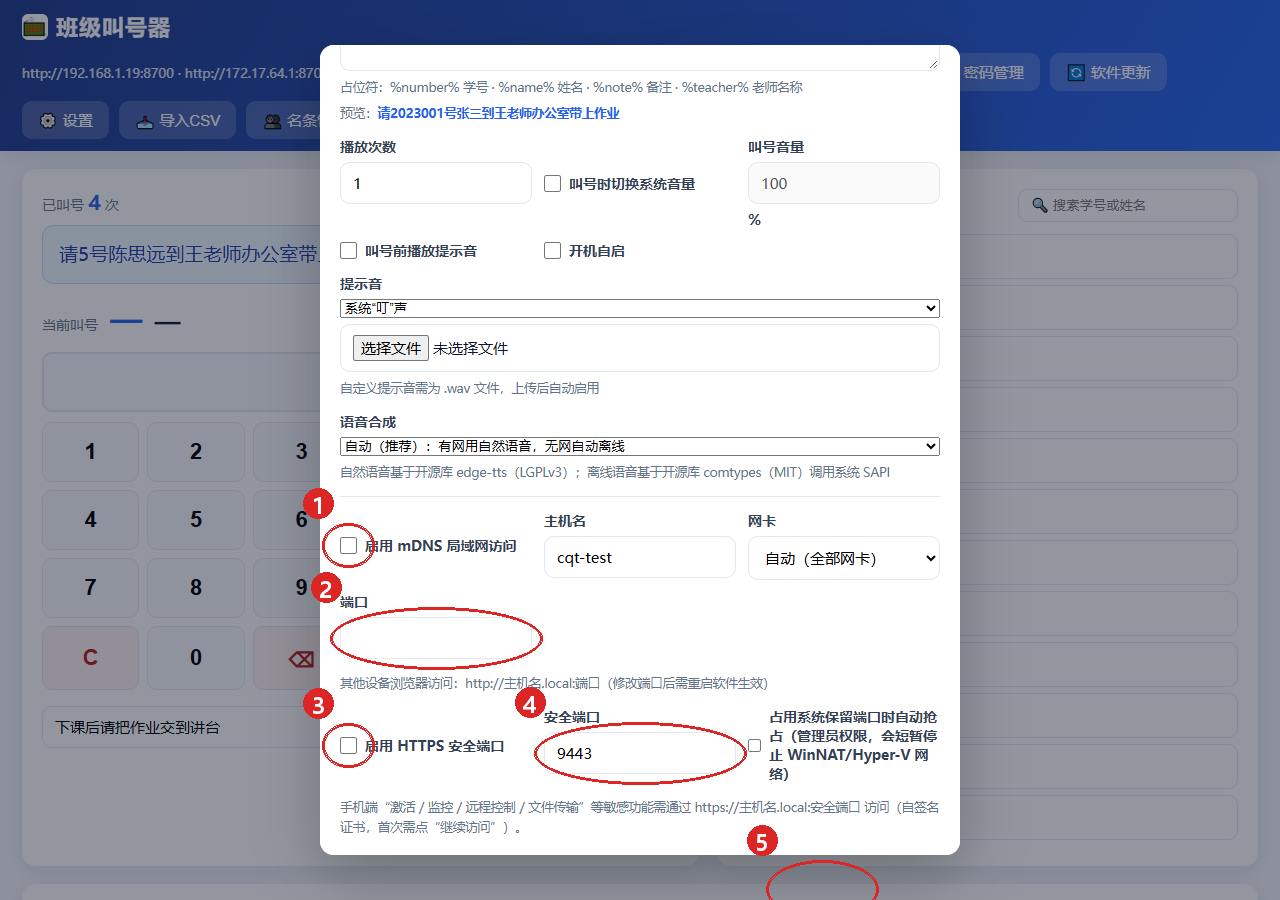 班级叫号器
http://192.168.1.19:8700 · http://172.17.64.1:870
密码管理
软件更新
设置
导入CSV
名条
已叫号 4 次
搜索学号或姓名
请5号陈思远到王老师办公室带
当前叫号
1
2
3
4
5
6
7
8
9
C
0
⌫
下课后请把作业交到讲台
占位符：%number% 学号 · %name% 姓名 · %note% 备注 · %teacher% 老师名称
预览：请2023001号张三到王老师办公室带上作业
播放次数
叫号音量
1
叫号时切换系统音量
100
%
叫号前播放提示音
开机自启
提示音
系统“叮”声
选择文件 未选择文件
自定义提示音需为 .wav 文件，上传后自动启用
语音合成
自动（推荐）：有网用自然语音，无网自动离线
自然语音基于开源库 edge-tts（LGPLv3）；离线语音基于开源库 comtypes（MIT）调用系统 SAPI
1
主机名
网卡
启用 mDNS 局域网访问
cqt-test
自动（全部网卡）
2
端口
其他设备浏览器访问：http://主机名.local:端口（修改端口后需重启软件生效）
3
4
安全端口
启用 HTTPS 安全端口
9443
占用系统保留端口时自动抢
占（管理员权限，会短暂停
止 WinNAT/Hyper-V 网
络）
手机端“激活 / 监控 / 远程控制 / 文件传输”等敏感功能需通过 https://主机名.local:安全端口 访问（自签名
证书，首次需点“继续访问”）。
5